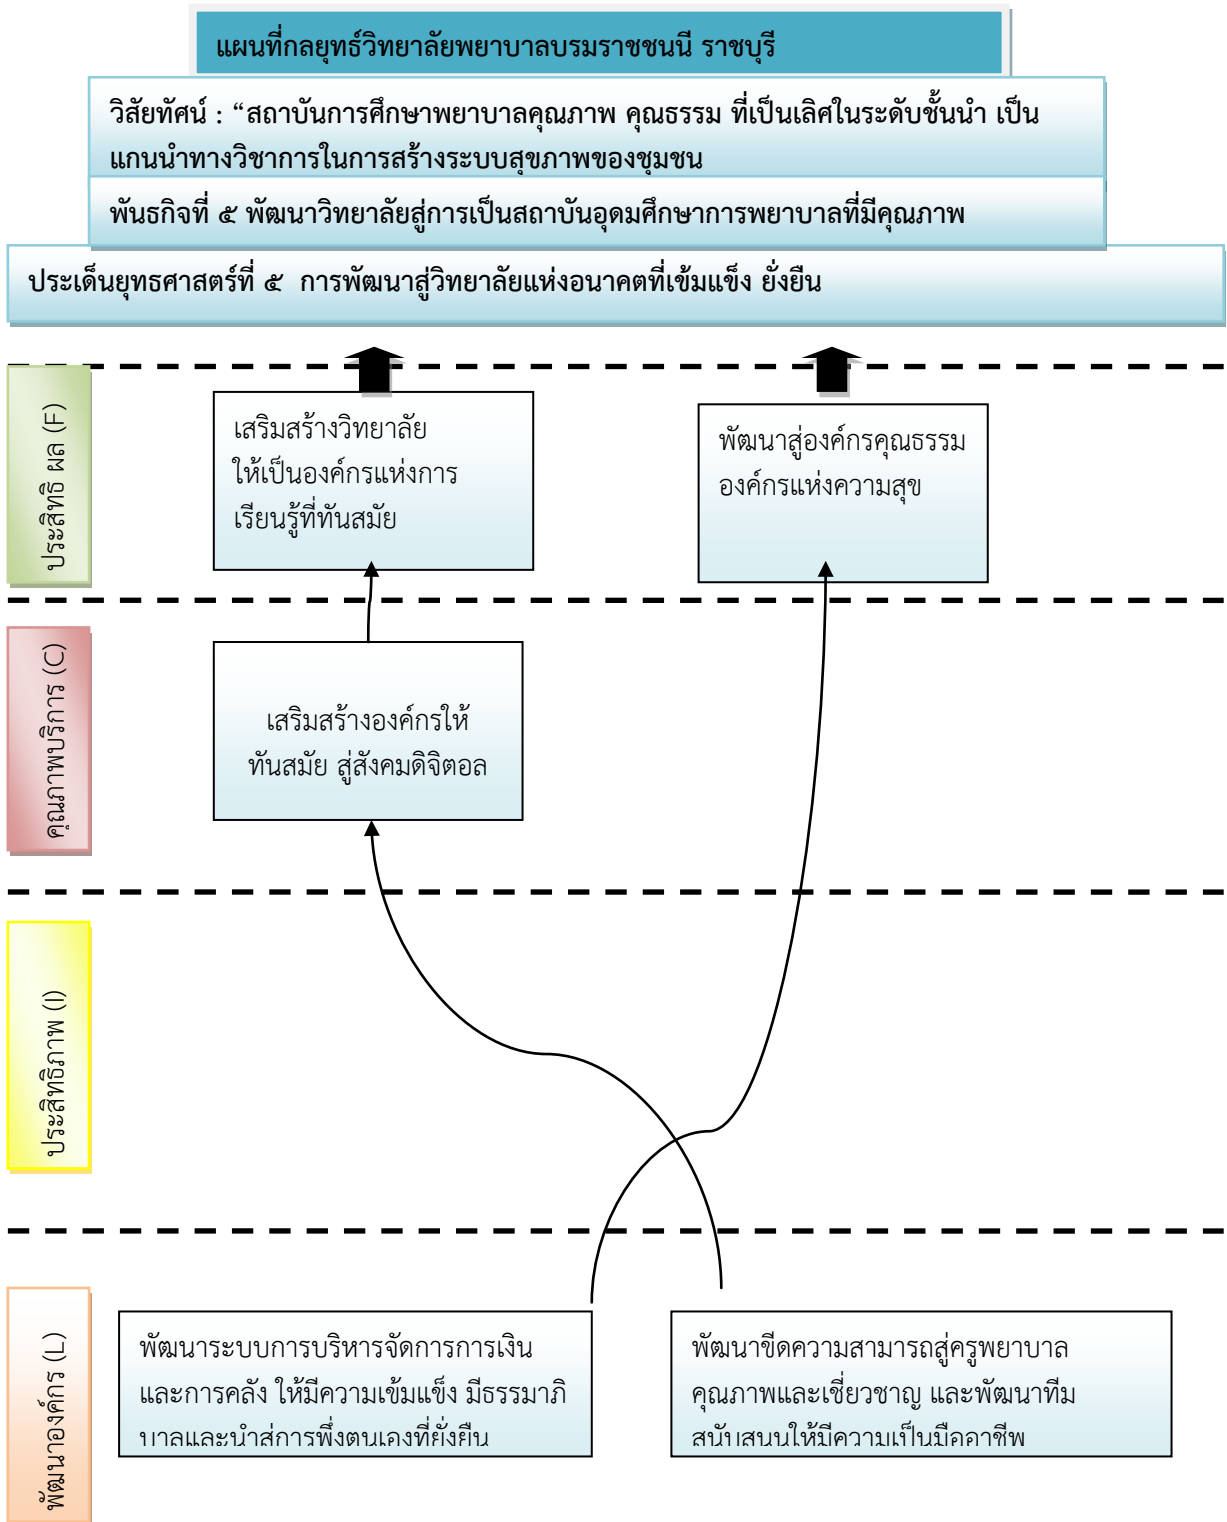 แผนที่กลยุทธ์วิทยาลัยพยาบาลบรมราชชนนี ราชบุรี
วิสัยทัศน์ : “สถาบันการศึกษาพยาบาลคุณภาพ คุณธรรม ที่เป็นเลิศในระดับชั้นนำ เป็น
แกนนำทางวิชาการในการสร้างระบบสุขภาพของชุมชน
พันธกิจที่ ๕ พัฒนาวิทยาลัยสู่การเป็นสถาบันอุดมศึกษาการพยาบาลที่มีคุณภาพ
ประเด็นยุทธศาสตร์ที่ ๕ การพัฒนาสู่วิทยาลัยแห่งอนาคตที่เข้มแข็ง ยั่งยืน
ประสิทธิ ผล (F)
เสริมสร้างวิทยาลัย
ให้เป็นองค์กรแห่งการ
เรียนรู้ที่ทันสมัย
พัฒนาสู่องค์กรคุณธรรม
องค์กรแห่งความสุข
คุณภาพบริการ (C)
เสริมสร้างองค์กรให้
ทันสมัย สู่สังคมดิจิตอล
ประสิทธิภาพ (I)
พัฒนาองค์กร (L)
พัฒนาระบบการบริหารจัดการการเงิน
และการคลัง ให้มีความเข้มแข็ง มีธรรมาภิ
บาลและนำสู่การพึ่งตนเองที่ยั่งยืน
พัฒนาขีดความสามารถสู่ครูพยาบาล
คุณภาพและเชี่ยวชาญ และพัฒนาทีม
สนับสนุนให้มีความเป็นมืออาชีพ